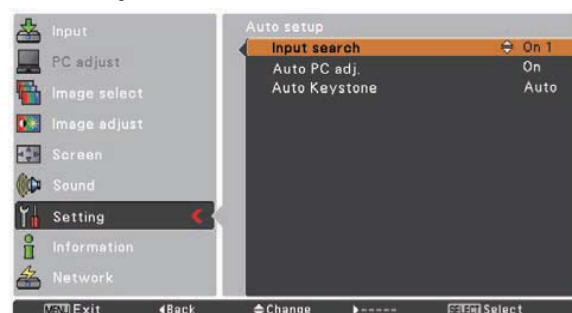 Input
PC adjust
Image select
Image adjust
Screen
Sound
Setting
Information
Network
Auto setup
Input search On 1
Auto PC adj. On
Auto Keystone Auto
MENU Exit Back Change ----- SELECT Select